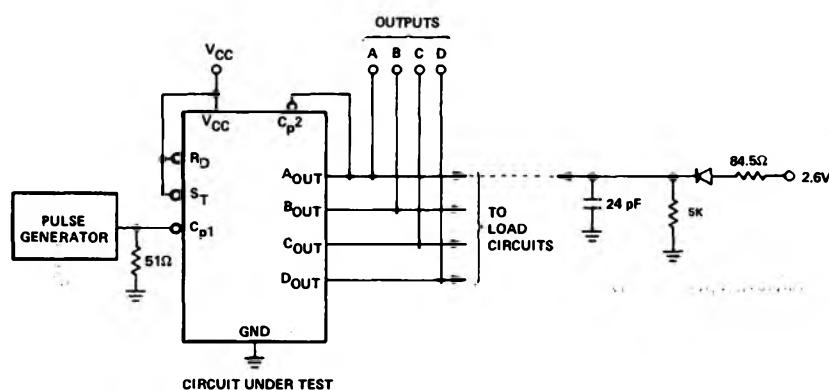 OUTPUTS
A B C D
VCC
VCC
Cp2
RD
ST
Cp1
AOUT
BOUT
COUT
DOUT
GND
PULSE
GENERATOR
51Ω
TO
LOAD
CIRCUITS
24 pF
5K
84.5Ω
2.6V
CIRCUIT UNDER TEST